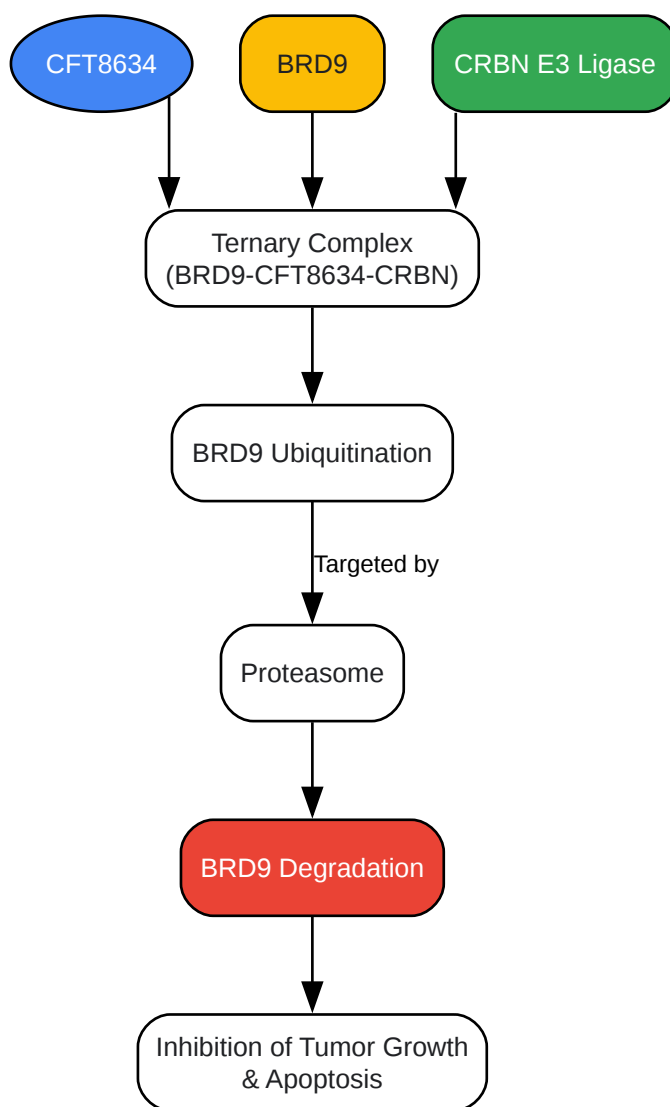 CFT8634
BRD9
CRBN E3 Ligase
Ternary Complex
(BRD9-CFT8634-CRBN)
BRD9 Ubiquitination
Targeted by
Proteasome
BRD9 Degradation
Inhibition of Tumor Growth
& Apoptosis